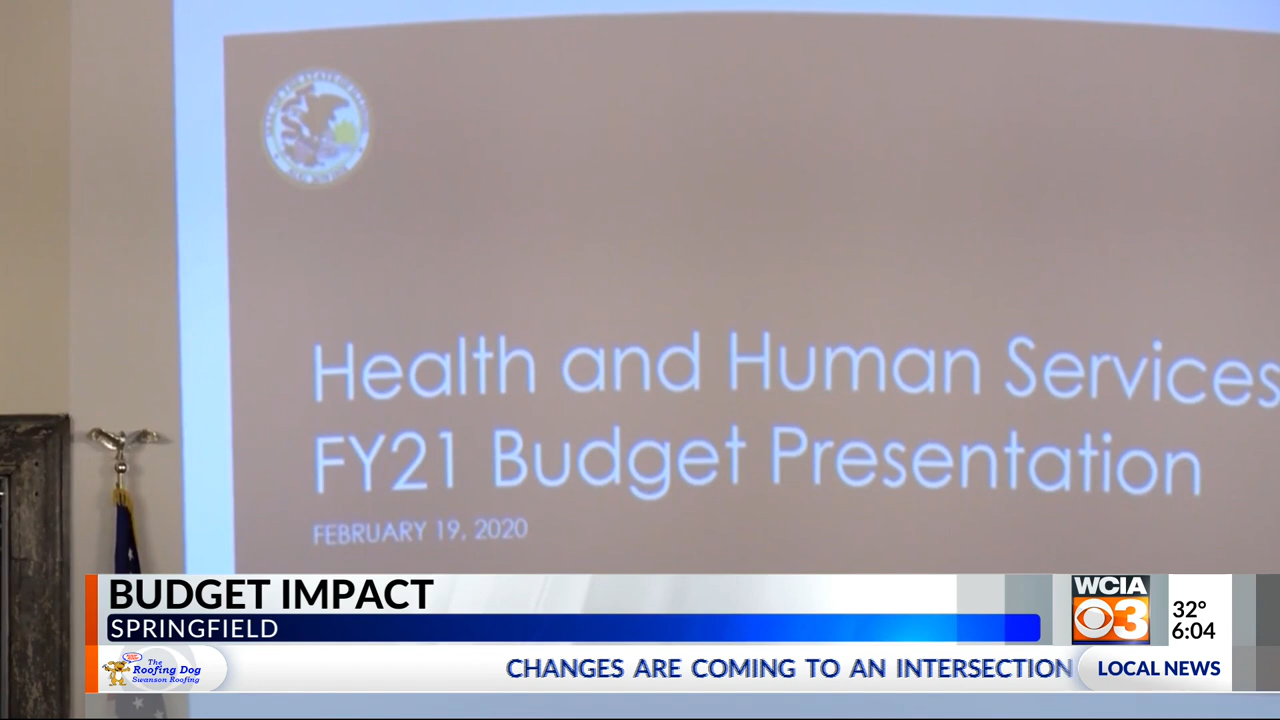 Health and Human Services
FY21 Budget Presentation
FEBRUARY 19, 2020
BUDGET IMPACT
SPRINGFIELD
WCIA
3
32°
6:04
The
Roofing Dog
Swanson Roofing
CHANGES ARE COMING TO AN INTERSECTION
LOCAL NEWS